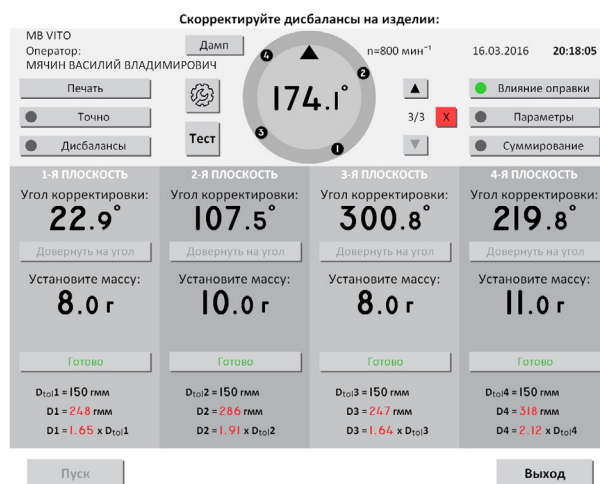 Скорректируйте дисбалансы на изделии:
MB VITO
Оператор:
МЯЧИН ВАСИЛИЙ ВЛАДИМИРОВИЧ
Дамп
n=800 мин⁻¹
16.03.2016 20:18:05
Печать
Точно
Дисбалансы
Тест
4
2
3
1
174.1°
▲
3/3 X
▼
Влияние оправки
Параметры
Суммирование
1-Я ПЛОСКОСТЬ
Угол корректировки:
22.9°
Довернуть на угол
Установите массу:
8.0 г
Готово
Dtol1 = 150 гмм
D1 = 248 гмм
D1 = 1.65 x Dtol1
2-Я ПЛОСКОСТЬ
Угол корректировки:
107.5°
Довернуть на угол
Установите массу:
10.0 г
Готово
Dtol2 = 150 гмм
D2 = 286 гмм
D2 = 1.91 x Dtol2
3-Я ПЛОСКОСТЬ
Угол корректировки:
300.8°
Довернуть на угол
Установите массу:
8.0 г
Готово
Dtol3 = 150 гмм
D3 = 247 гмм
D3 = 1.64 x Dtol3
4-Я ПЛОСКОСТЬ
Угол корректировки:
219.8°
Довернуть на угол
Установите массу:
11.0 г
Готово
Dtol4 = 150 гмм
D4 = 318 гмм
D4 = 2.12 x Dtol4
Пуск
Выход